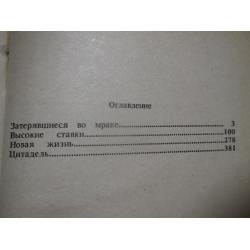 Оглавление
Затерявшиеся во мраке.................... 3
Высокие ставки.................... 100
Новая жизнь.................... 278
Цитадель.................... 381